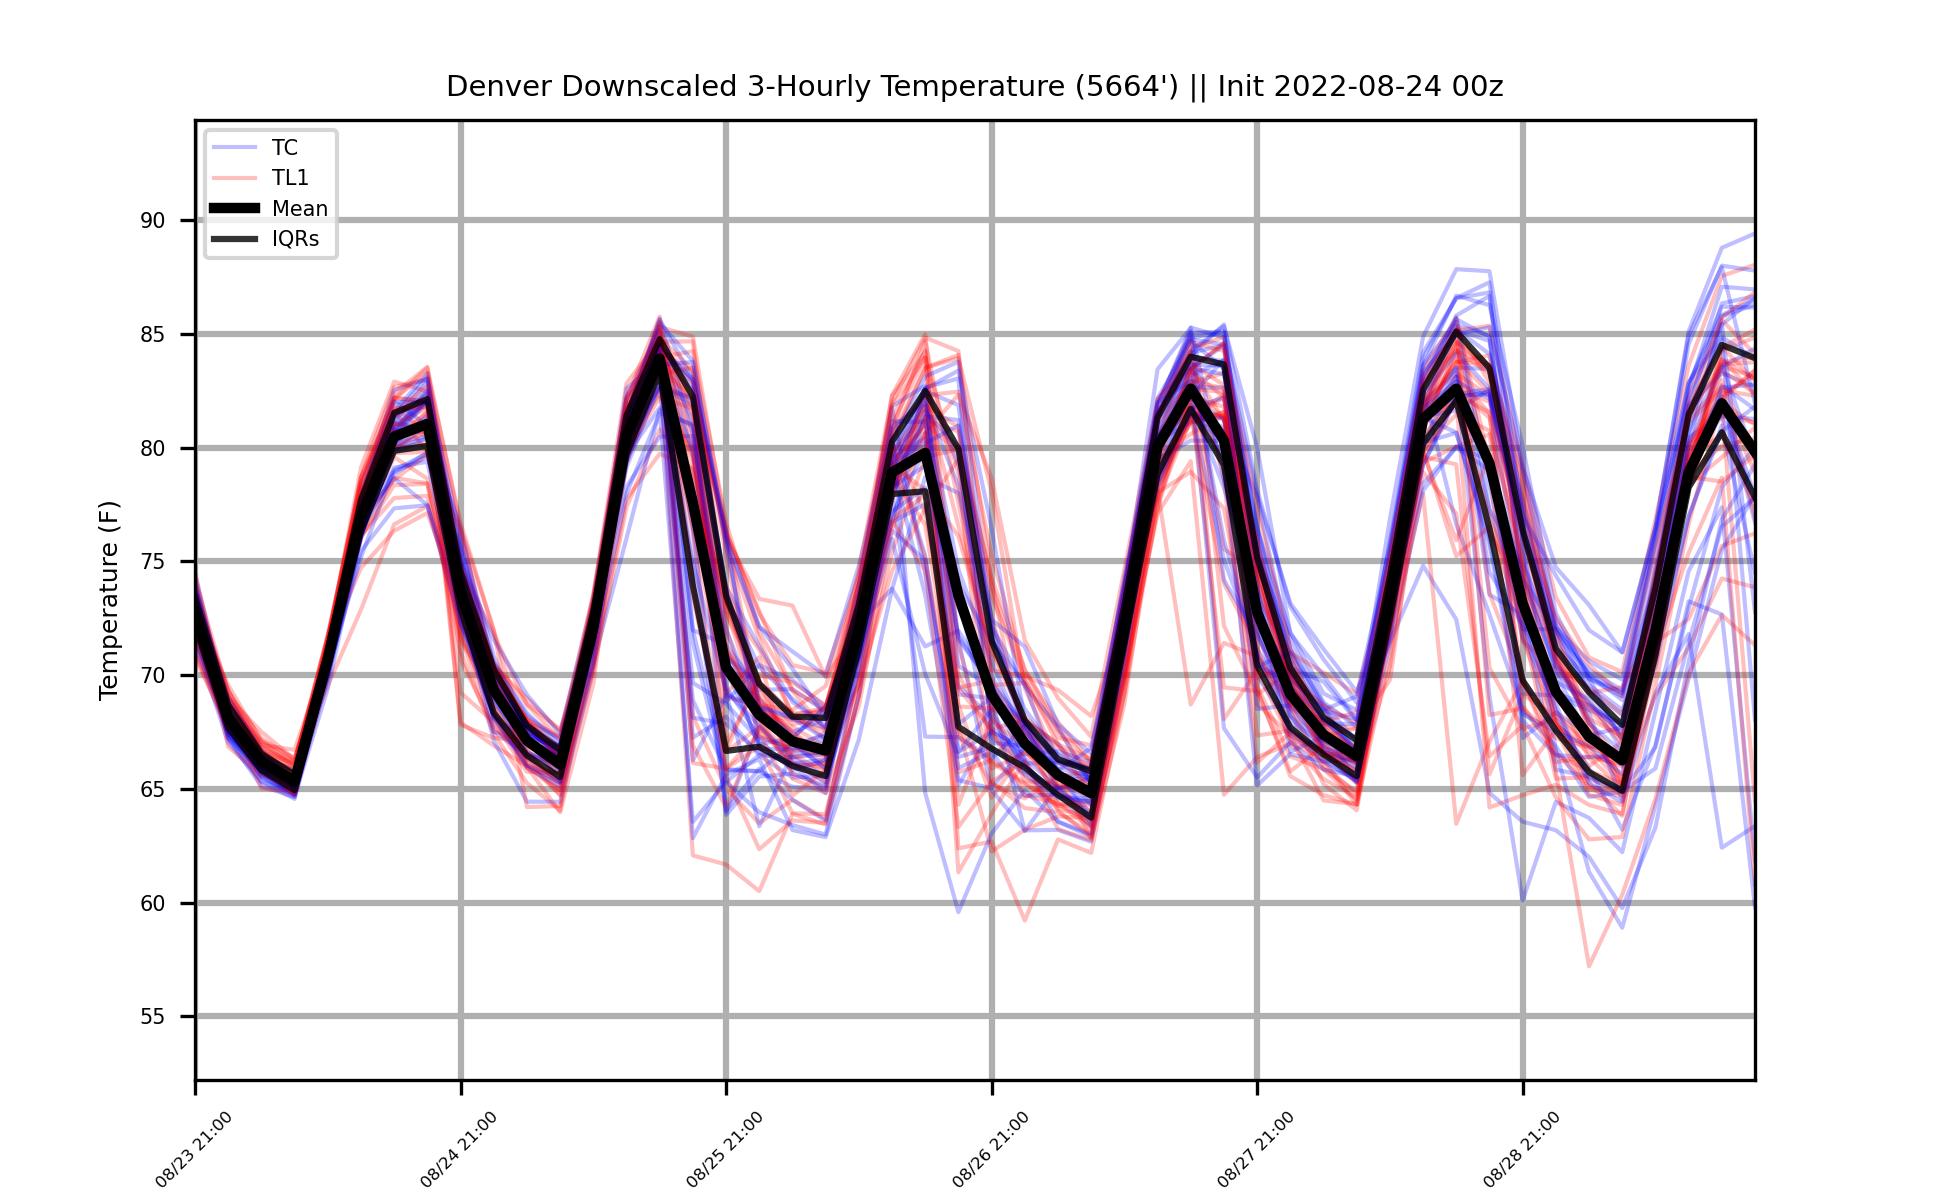 Denver Downscaled 3-Hourly Temperature (5664') || Init 2022-08-24 00z
TC
TL1
Mean
IQRs
Temperature (F)
90
85
80
75
70
65
60
55
08/23 21:00
08/24 21:00
08/25 21:00
08/26 21:00
08/27 21:00
08/28 21:00